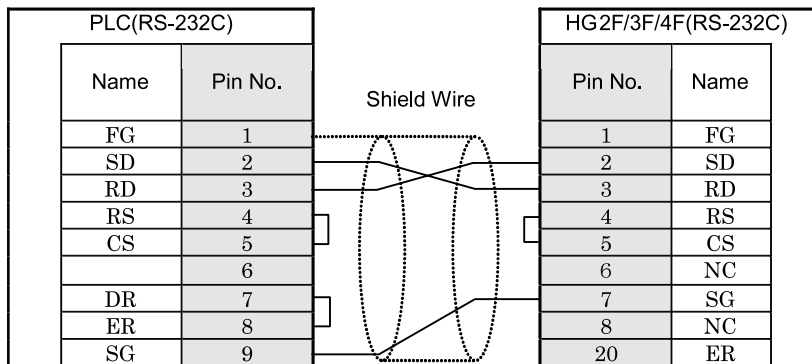 PLC(RS-232C) HG2F/3F/4F(RS-232C)
Name Pin No. Shield Wire Pin No. Name
FG 1 1 FG
SD 2 2 SD
RD 3 3 RD
RS 4 4 RS
CS 5 5 CS
6 6 NC
DR 7 7 SG
ER 8 8 NC
SG 9 20 ER